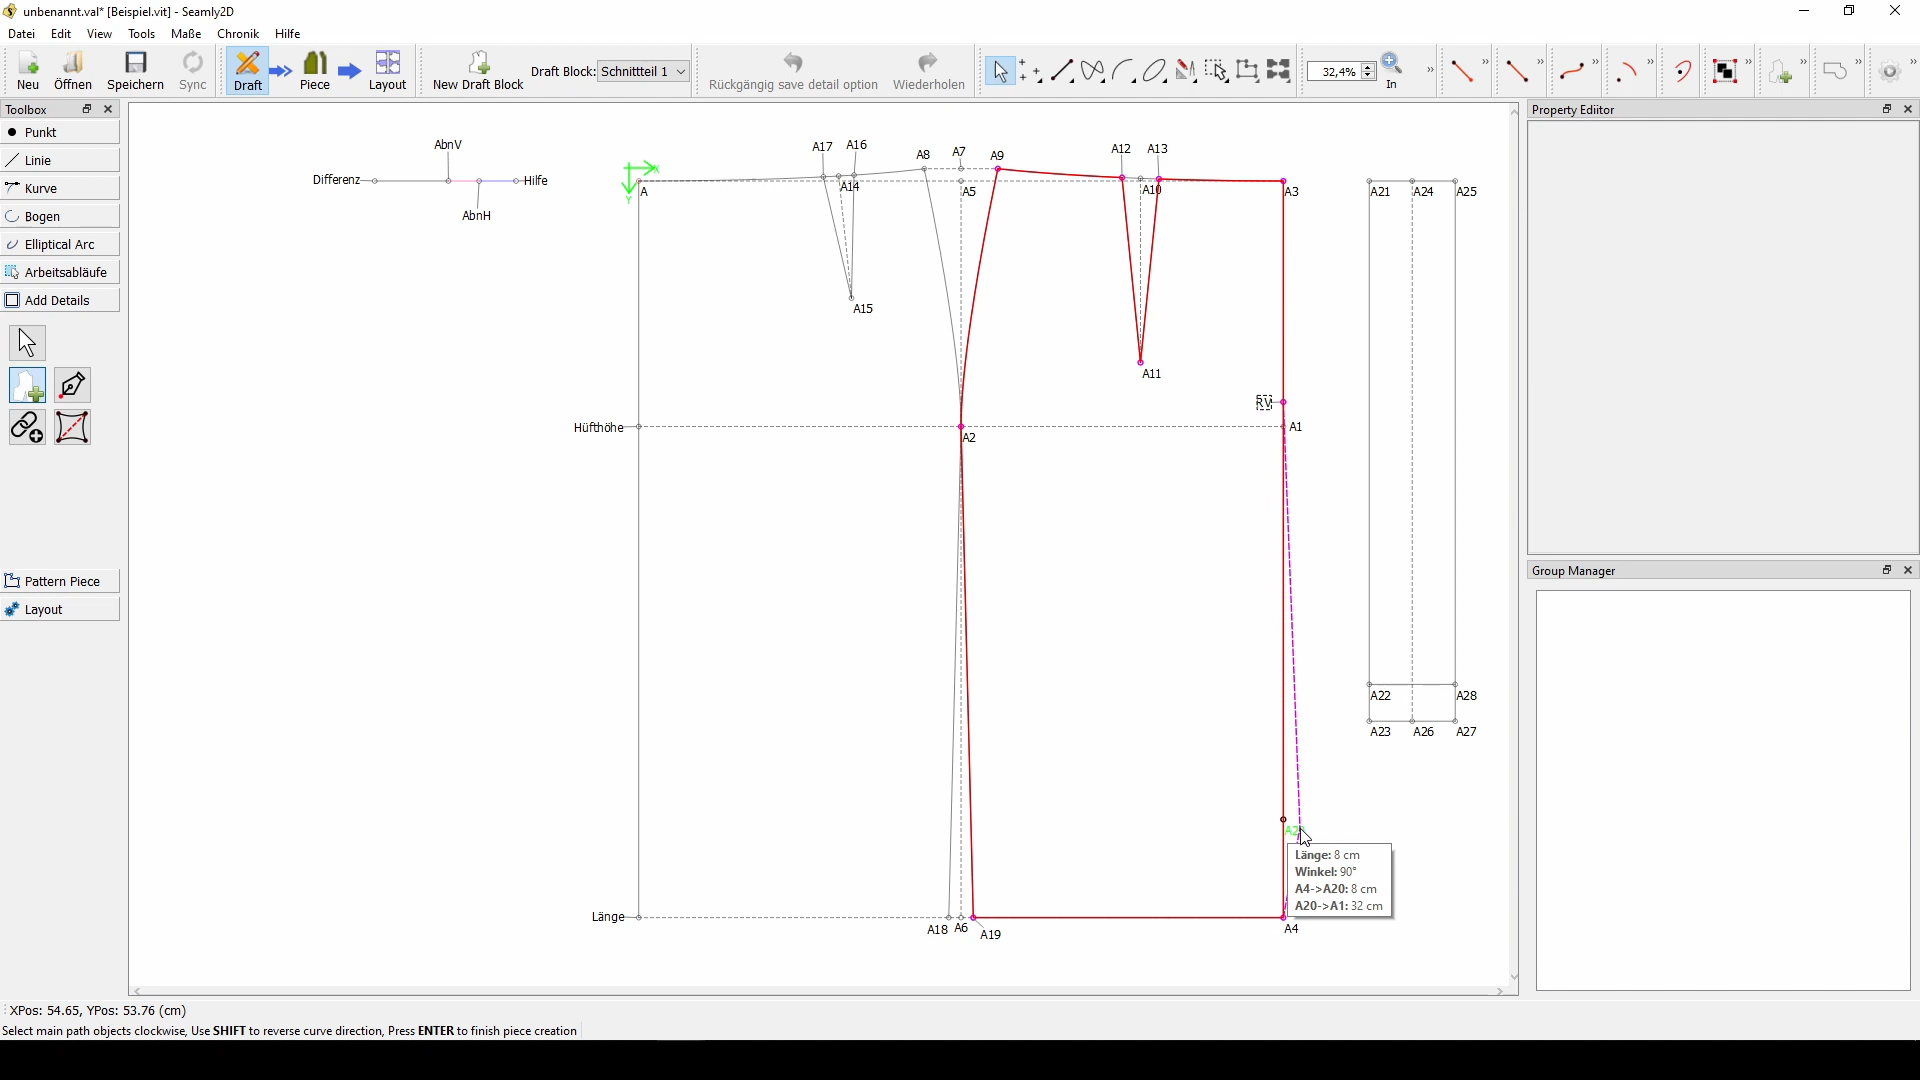 unbenannt.val* [Beispiel.vit] - Seamly2D
Datei Edit View Tools Maße Chronik Hilfe
Neu Öffnen Speichern Sync Draft Piece Layout New Draft Block Draft Block: Schnittteil 1 Rückgängig save detail option Wiederholen 32,4% In
Toolbox
Punkt
Linie
Kurve
Bogen
Elliptical Arc
Arbeitsabläufe
Add Details
Pattern Piece
Layout
Property Ediitor
Group Manager
AbnV
Differenz
Hilfe
AbnH
A17 A16 A8 A7 A9 A12 A13
A A14 A5 A10 A3 A21 A24 A25
X
Y
A15
A11
RV
Hüfthöhe A2 A1
A22 A28
A23 A26 A27
Länge: 8 cm
Winkel: 90°
A4->A20: 8 cm
A20->A1: 32 cm
Länge A18 A6 A19 A4
XPos: 54.65, YPos: 53.76 (cm)
Select main path objects clockwise, Use SHIFT to reverse curve direction, Press ENTER to finish piece creation